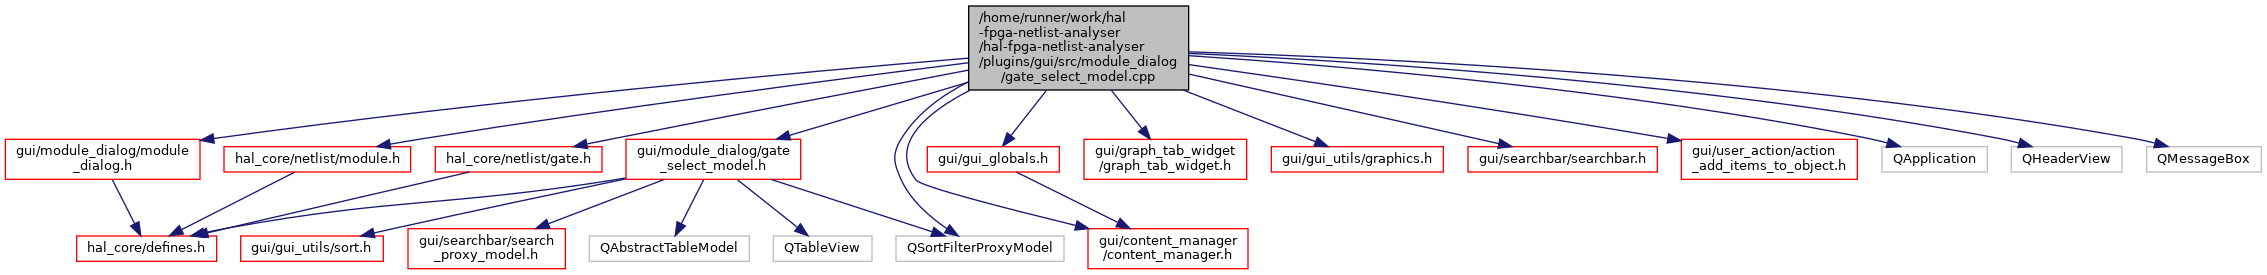 /home/runner/work/hal
-fpga-netlist-analyser
/hal-fpga-netlist-analyser
/plugins/gui/src/module_dialog
/gate_select_model.cpp
gui/module_dialog/module
_dialog.h
hal_core/netlist/module.h
hal_core/netlist/gate.h
gui/module_dialog/gate
_select_model.h
gui/gui_globals.h
gui/graph_tab_widget
/graph_tab_widget.h
gui/gui_utils/graphics.h
gui/searchbar/searchbar.h
gui/user_action/action
_add_items_to_object.h
QApplication
QHeaderView
QMessageBox
hal_core/defines.h
gui/gui_utils/sort.h
gui/searchbar/search
_proxy_model.h
QAbstractTableModel
QTableView
QSortFilterProxyModel
gui/content_manager
/content_manager.h